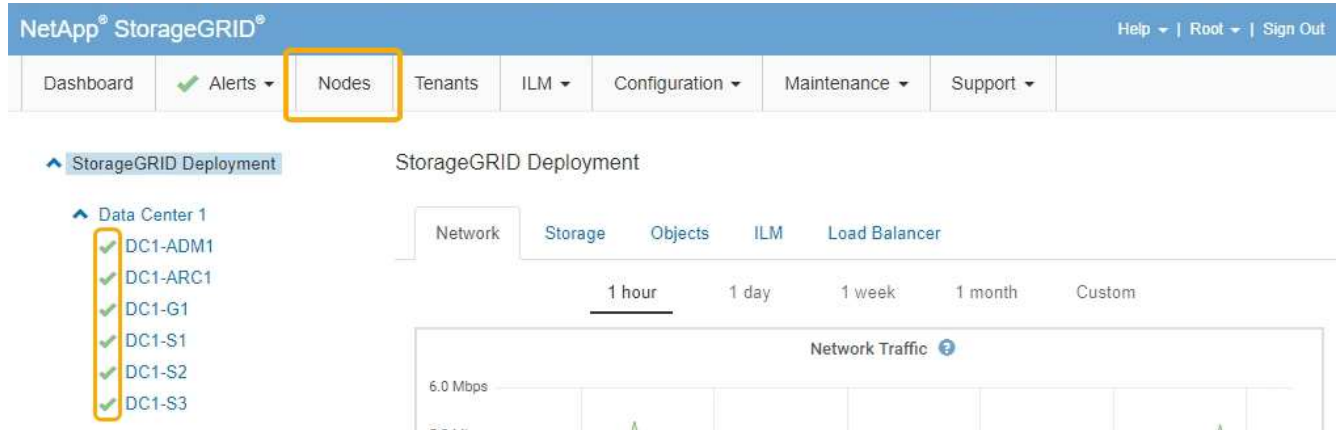 NetApp® StorageGRID®
Help | Root | Sign Out
Dashboard Alerts Nodes Tenants ILM Configuration Maintenance Support
StorageGRID Deployment
StorageGRID Deployment
Data Center 1
DC1-ADM1
DC1-ARC1
DC1-G1
DC1-S1
DC1-S2
DC1-S3
Network Storage Objects ILM Load Balancer
1 hour 1 day 1 week 1 month Custom
Network Traffic
6.0 Mbps